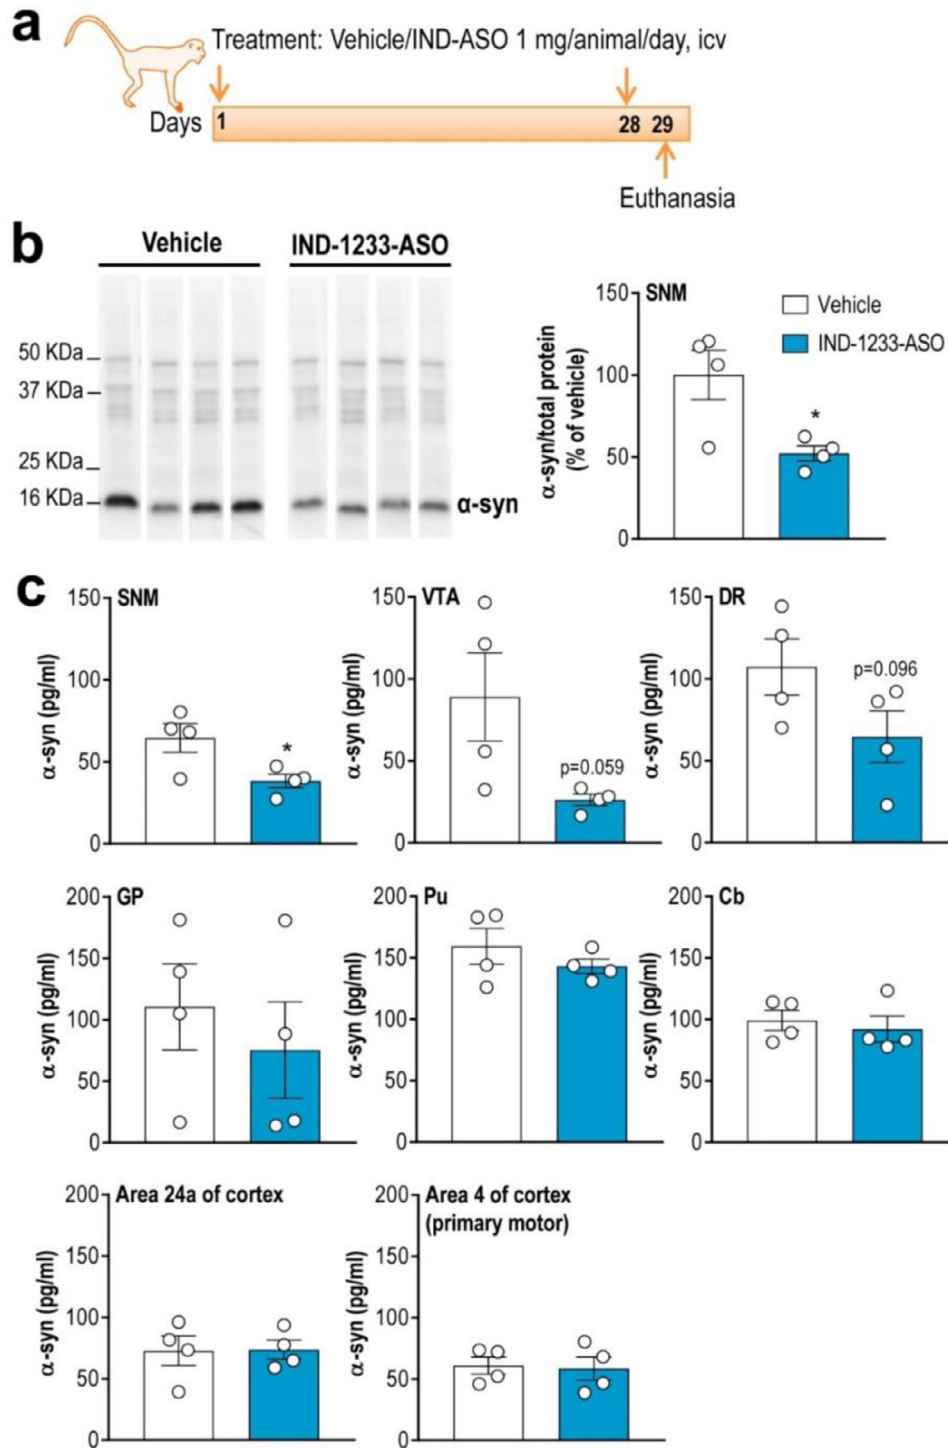 a
Treatment: Vehicle/IND-ASO 1 mg/animal/day, icv
Days 1 28 29
Euthanasia
b
Vehicle IND-1233-ASO
50 KDa
37 KDa
25 KDa
16 KDa
α-syn
SNM
Vehicle
IND-1233-ASO
α-syn/total protein
(% of vehicle)
150
100
50
0
*
c
SNM
α-syn (pg/ml)
150
100
50
0
*
VTA
α-syn (pg/ml)
150
100
50
0
p=0.059
DR
α-syn (pg/ml)
150
100
50
0
p=0.096
GP
α-syn (pg/ml)
200
150
100
50
0
Pu
α-syn (pg/ml)
200
150
100
50
0
Cb
α-syn (pg/ml)
200
150
100
50
0
Area 24a of cortex
α-syn (pg/ml)
200
150
100
50
0
Area 4 of cortex
(primary motor)
α-syn (pg/ml)
200
150
100
50
0